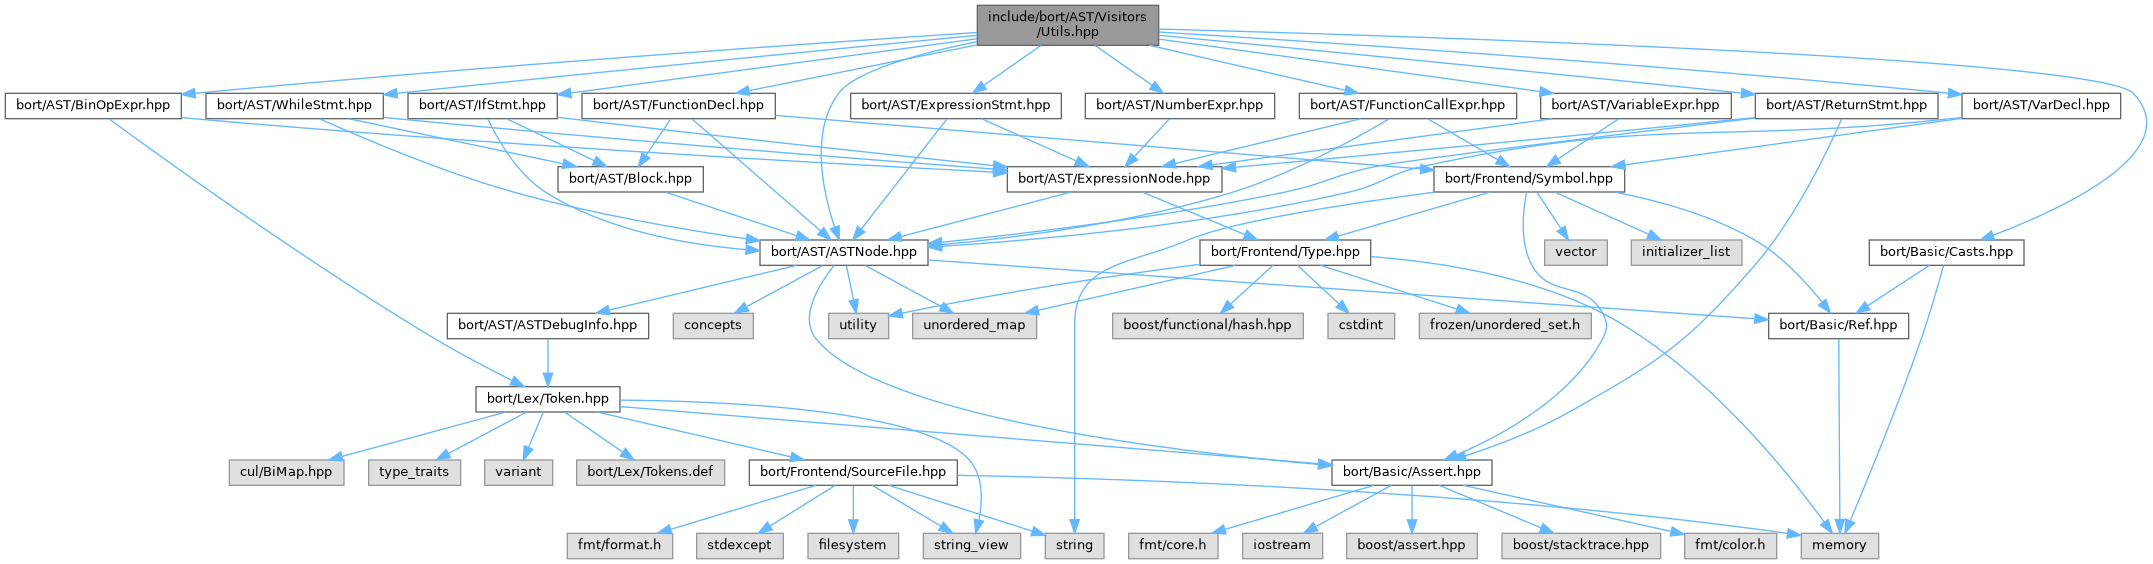 include/bort/AST/Visitors
/Utils.hpp
bort/AST/BinOpExpr.hpp
bort/AST/WhileStmt.hpp
bort/AST/IfStmt.hpp
bort/AST/FunctionDecl.hpp
bort/AST/ExpressionStmt.hpp
bort/AST/NumberExpr.hpp
bort/AST/FunctionCallExpr.hpp
bort/AST/VariableExpr.hpp
bort/AST/ReturnStmt.hpp
bort/AST/VarDecl.hpp
bort/AST/Block.hpp
bort/AST/ExpressionNode.hpp
bort/Frontend/Symbol.hpp
bort/AST/ASTNode.hpp
bort/Frontend/Type.hpp
vector
initializer_list
bort/Basic/Casts.hpp
bort/AST/ASTDebugInfo.hpp
concepts
utility
unordered_map
boost/functional/hash.hpp
cstdint
frozen/unordered_set.h
bort/Basic/Ref.hpp
bort/Lex/Token.hpp
cul/BiMap.hpp
type_traits
variant
bort/Lex/Tokens.def
bort/Frontend/SourceFile.hpp
bort/Basic/Assert.hpp
fmt/format.h
stdexcept
filesystem
string_view
string
fmt/core.h
iostream
boost/assert.hpp
boost/stacktrace.hpp
fmt/color.h
memory